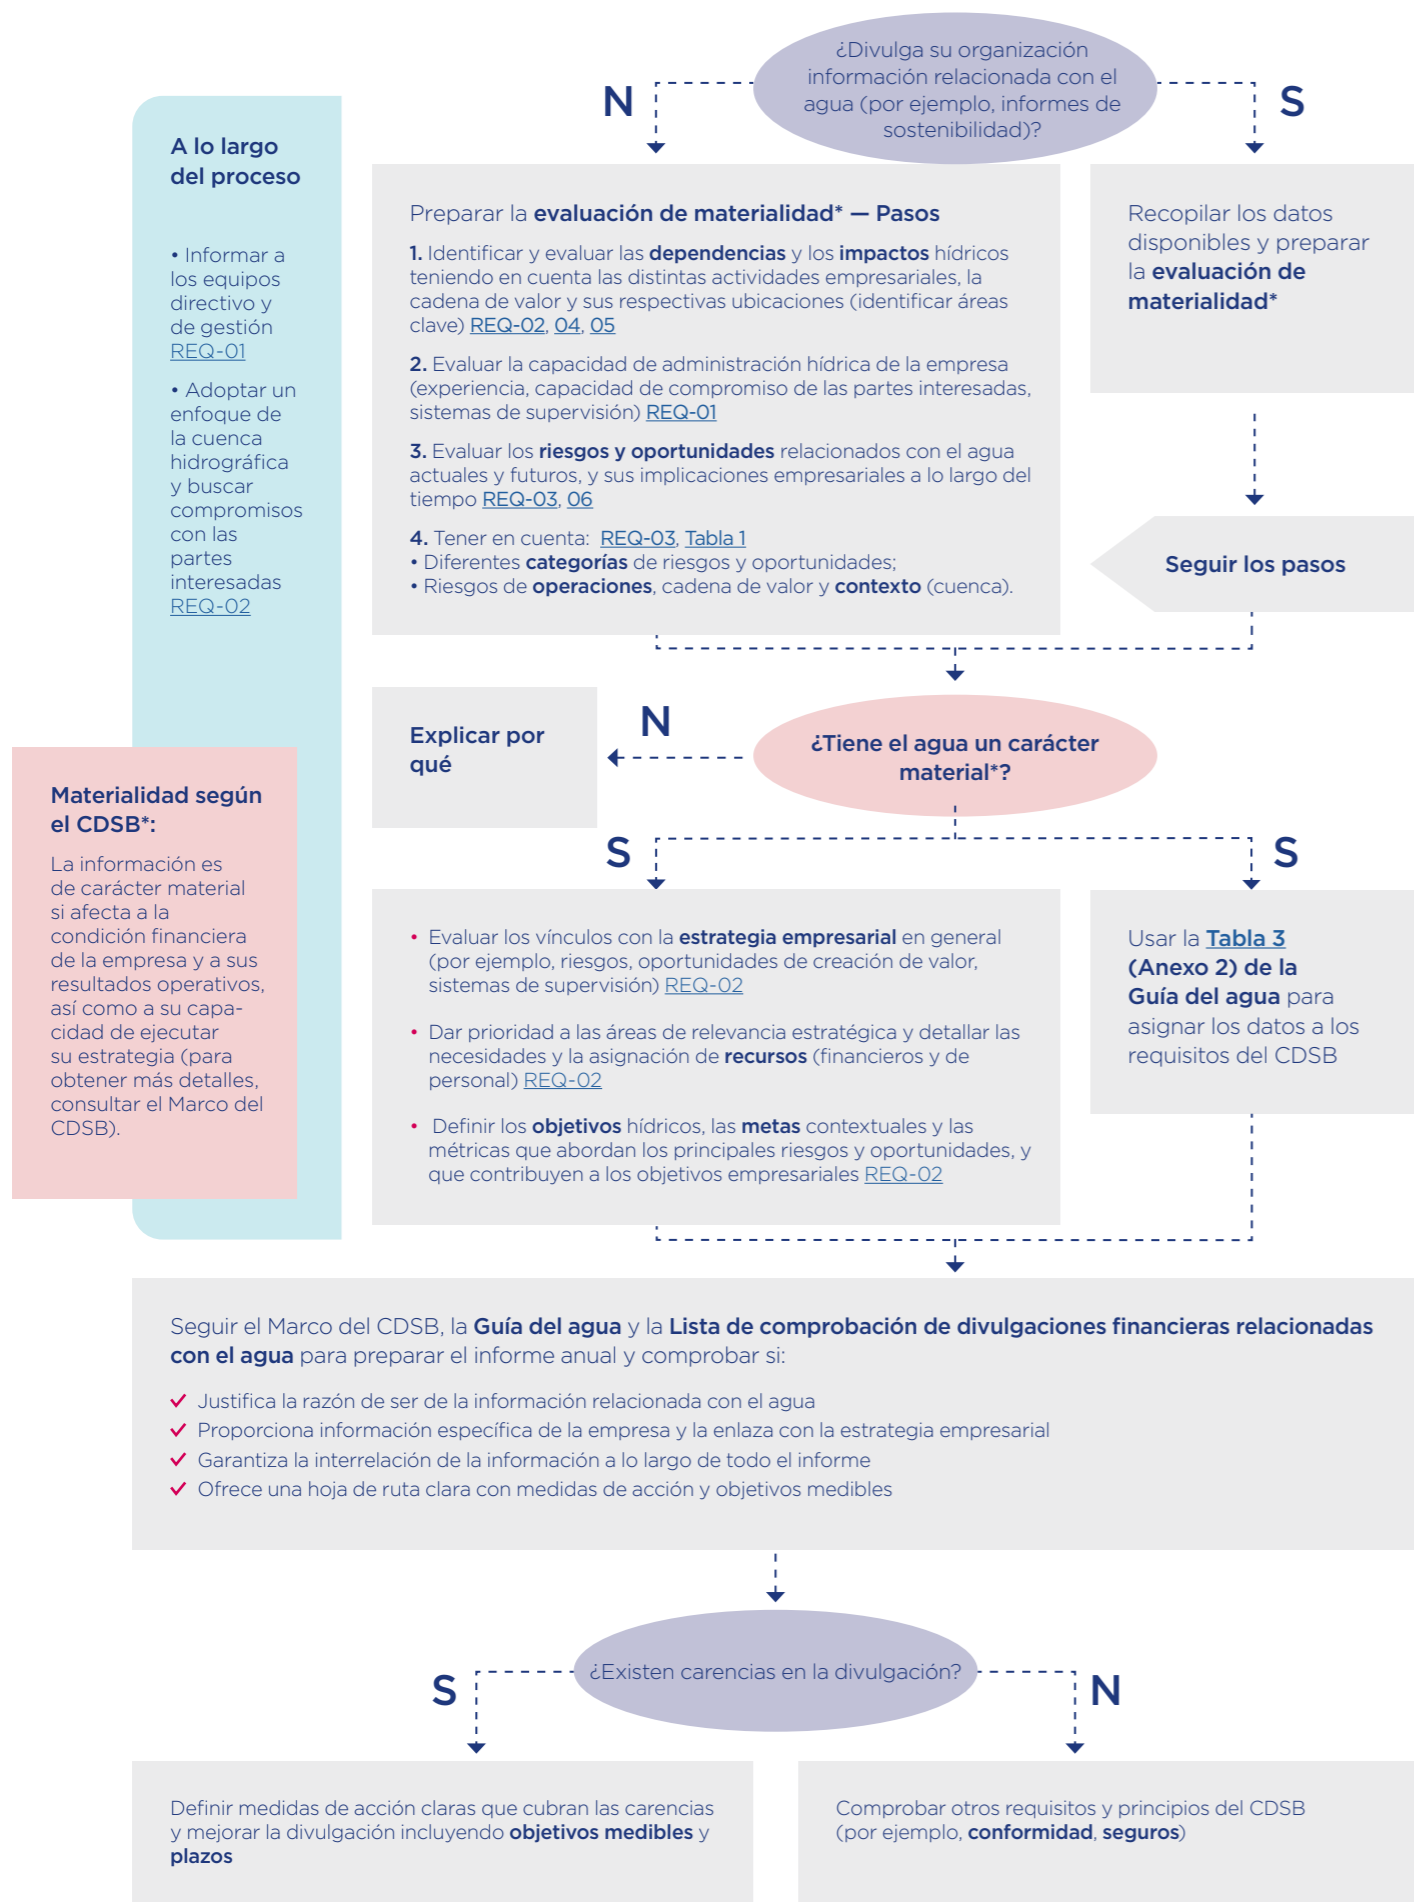 ¿Divulga su organización
información relacionada con el
agua (por ejemplo, informes de
sostenibilidad)?
N
S
A lo largo
del proceso
• Informar a
los equipos
directivo y
de gestión
REQ-01
• Adoptar un
enfoque de
la cuenca
hidrográfica
y buscar
compromisos
con las
partes
interesadas
REQ-02
Preparar la evaluación de materialidad* — Pasos
1. Identificar y evaluar las dependencias y los impactos hídricos
teniendo en cuenta las distintas actividades empresariales, la
cadena de valor y sus respectivas ubicaciones (identificar áreas
clave) REQ-02, 04, 05
2. Evaluar la capacidad de administración hídrica de la empresa
(experiencia, capacidad de compromiso de las partes interesadas,
sistemas de supervisión) REQ-01
3. Evaluar los riesgos y oportunidades relacionados con el agua
actuales y futuros, y sus implicaciones empresariales a lo largo del
tiempo REQ-03, 06
4. Tener en cuenta: REQ-03, Tabla 1
• Diferentes categorías de riesgos y oportunidades;
• Riesgos de operaciones, cadena de valor y contexto (cuenca).
Recopilar los datos
disponibles y preparar
la evaluación de
materialidad*
Seguir los pasos
¿Tiene el agua un carácter
material*?
N
Explicar por
qué
Materialidad según
el CDSB*:
La información es
de carácter material
si afecta a la
condición financiera
de la empresa y a sus
resultados operativos,
así como a su capa-
cidad de ejecutar
su estrategia (para
obtener más detalles,
consultar el Marco del
CDSB).
S
S
• Evaluar los vínculos con la estrategia empresarial en general
(por ejemplo, riesgos, oportunidades de creación de valor,
sistemas de supervisión) REQ-02
• Dar prioridad a las áreas de relevancia estratégica y detallar las
necesidades y la asignación de recursos (financieros y de
personal) REQ-02
• Definir los objetivos hídricos, las metas contextuales y las
métricas que abordan los principales riesgos y oportunidades, y
que contribuyen a los objetivos empresariales REQ-02
Usar la Tabla 3
(Anexo 2) de la
Guía del agua para
asignar los datos a los
requisitos del CDSB
Seguir el Marco del CDSB, la Guía del agua y la Lista de comprobación de divulgaciones financieras relacionadas
con el agua para preparar el informe anual y comprobar si:
✓ Justifica la razón de ser de la información relacionada con el agua
✓ Proporciona información específica de la empresa y la enlaza con la estrategia empresarial
✓ Garantiza la interrelación de la información a lo largo de todo el informe
✓ Ofrece una hoja de ruta clara con medidas de acción y objetivos medibles
¿Existen carencias en la divulgación?
S
N
Definir medidas de acción claras que cubran las carencias
y mejorar la divulgación incluyendo objetivos medibles y
plazos
Comprobar otros requisitos y principios del CDSB
(por ejemplo, conformidad, seguros)